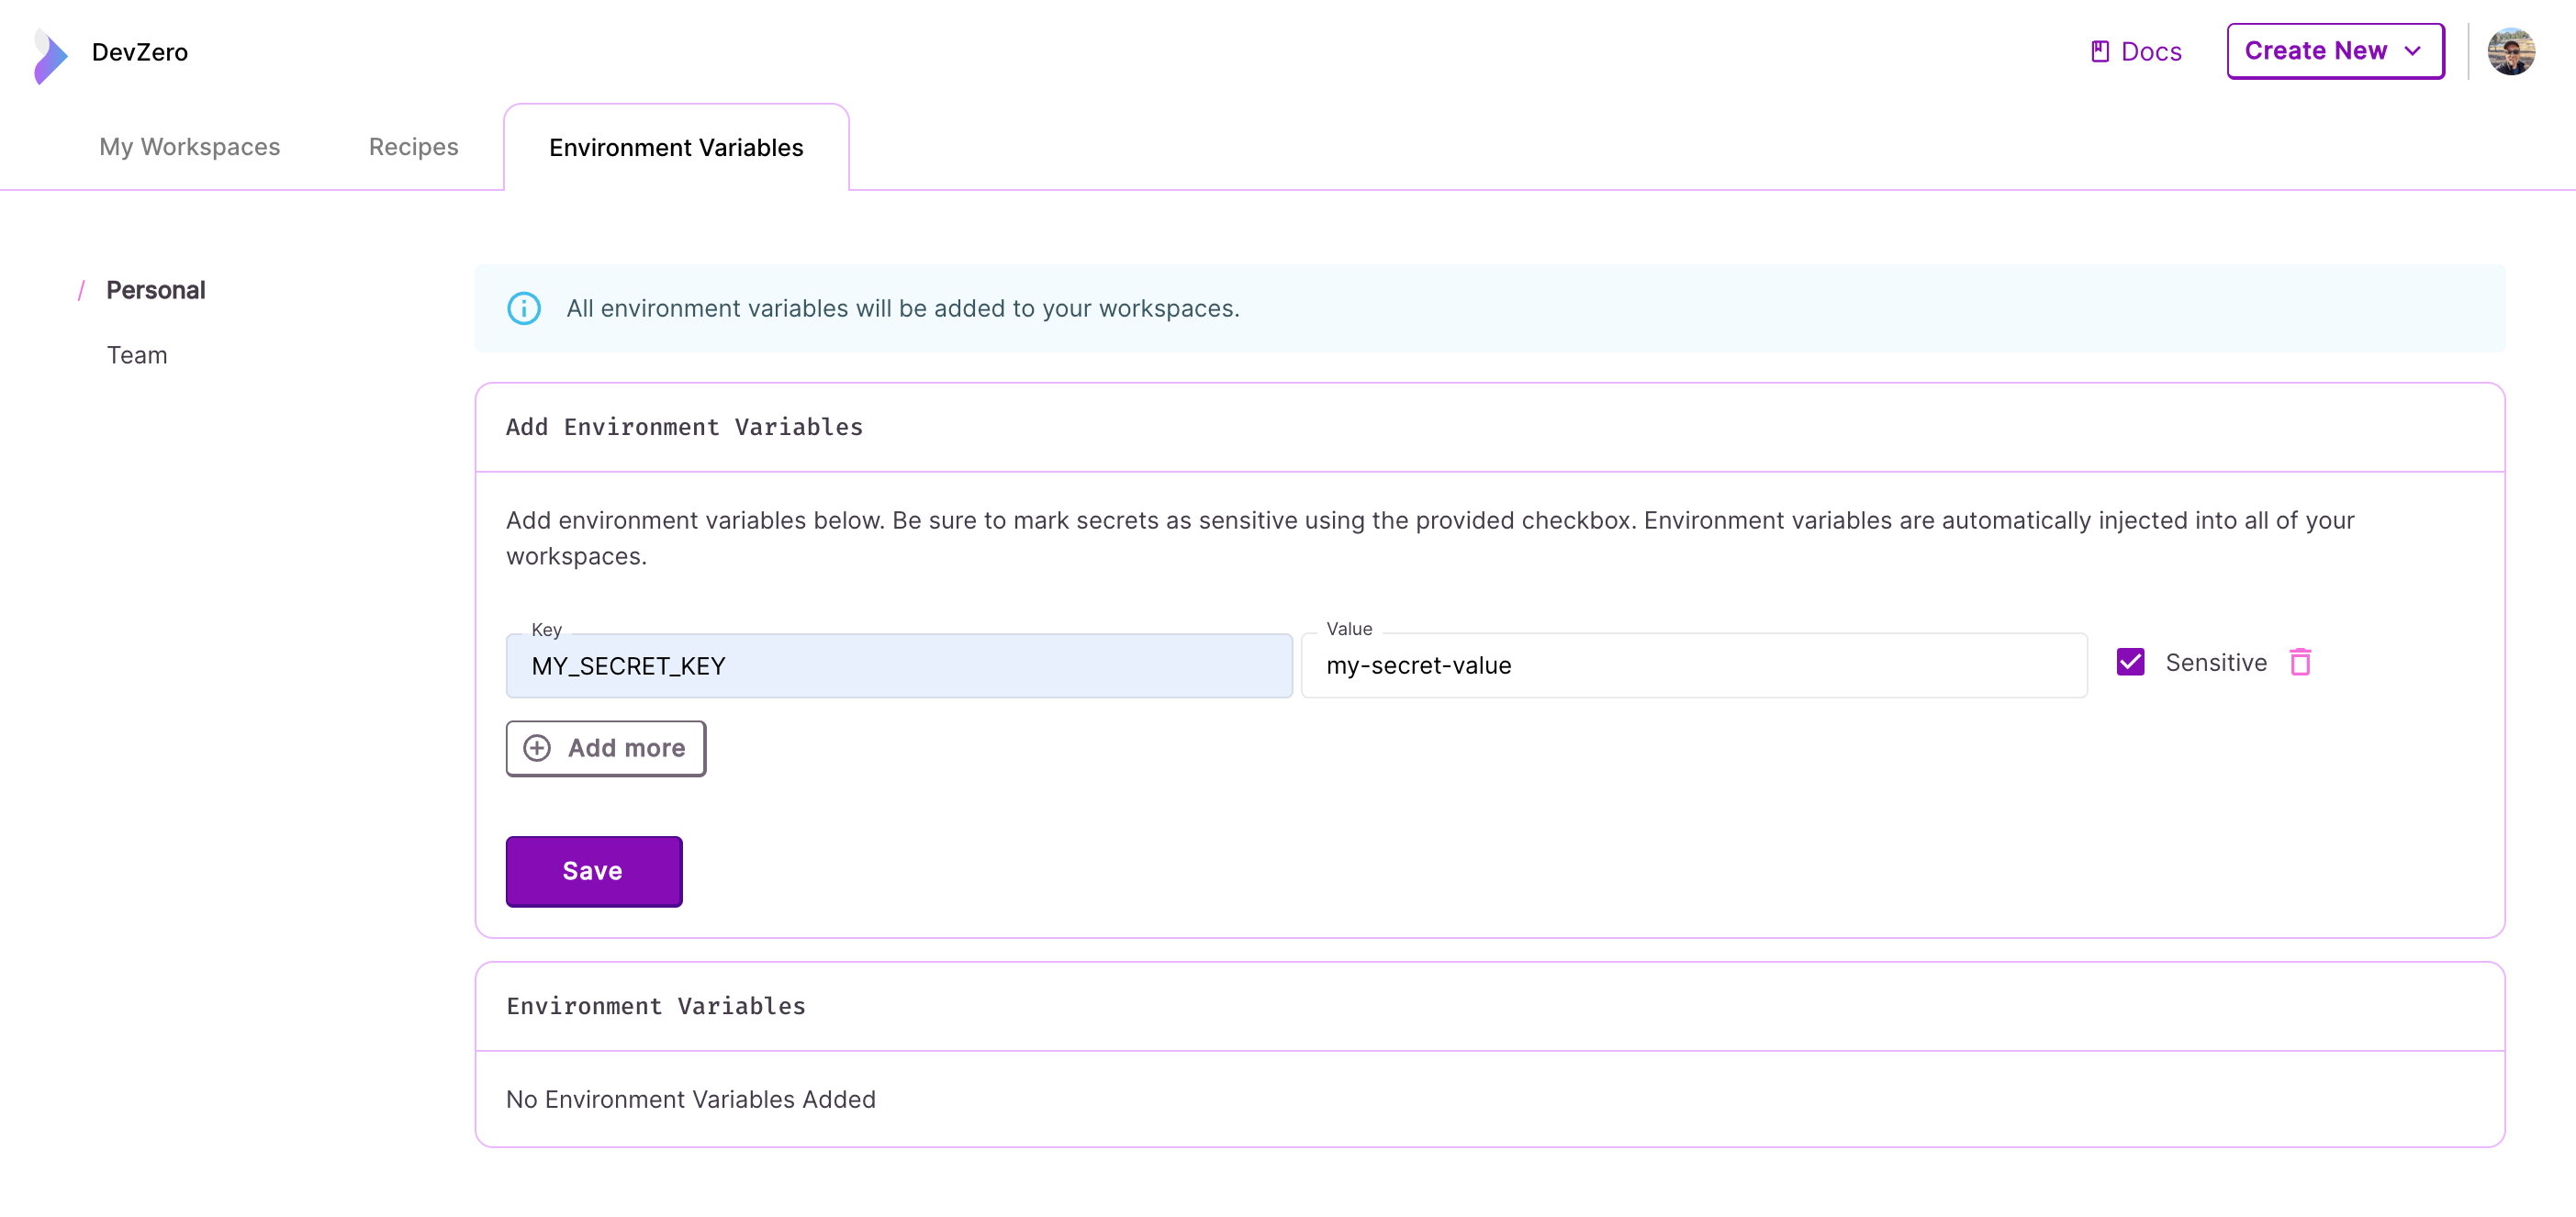 DevZero
Docs
Create New
My Workspaces
Recipes
Environment Variables
Personal
Team
All environment variables will be added to your workspaces.
Add Environment Variables
Add environment variables below. Be sure to mark secrets as sensitive using the provided checkbox. Environment variables are automatically injected into all of your
workspaces.
Key
Value
MY_SECRET_KEY
my-secret-value
Sensitive
Add more
Save
Environment Variables
No Environment Variables Added